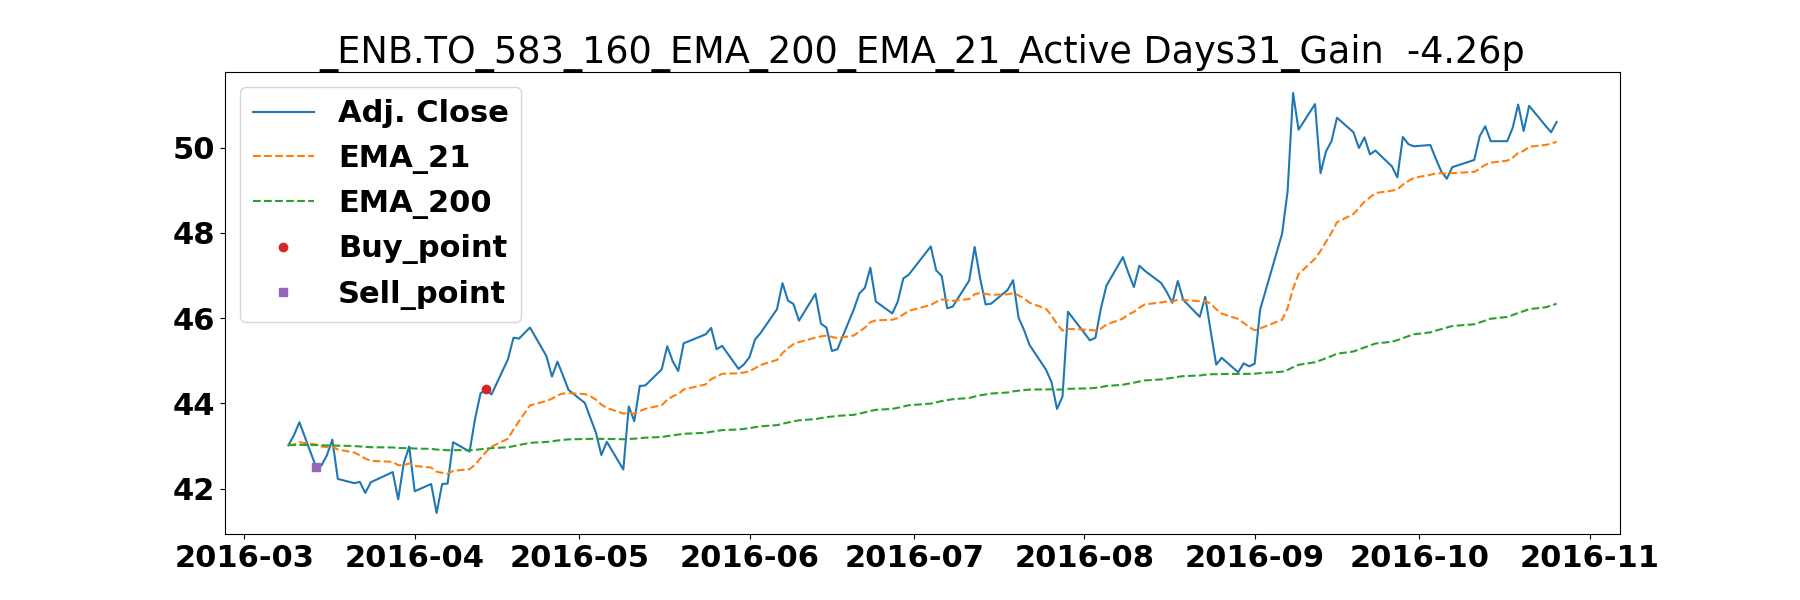 _ENB.TO_583_160_EMA_200_EMA_21_Active Days31_Gain  -4.26p
Adj. Close
EMA_21
EMA_200
Buy_point
Sell_point
50
48
46
44
42
2016-03 2016-04 2016-05 2016-06 2016-07 2016-08 2016-09 2016-10 2016-11